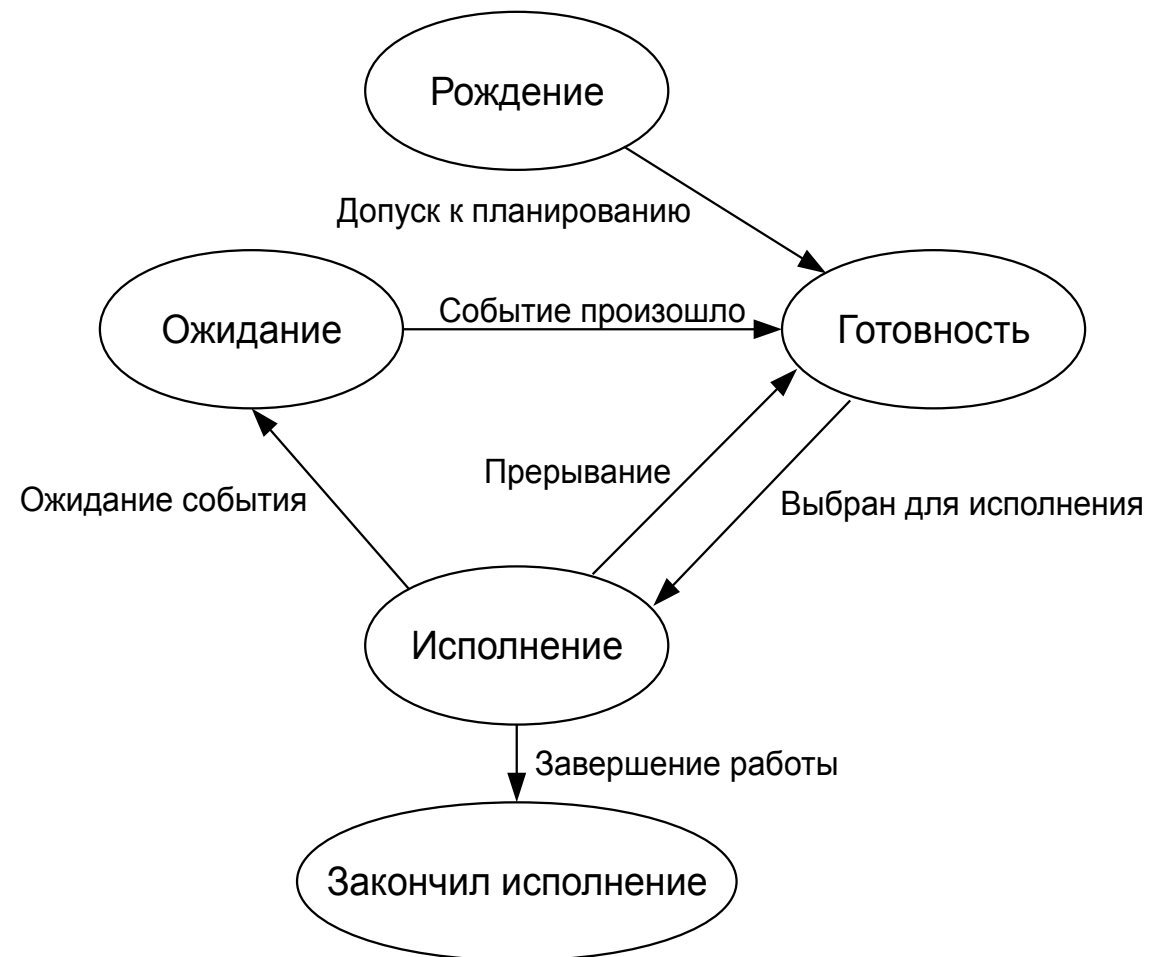 Рождение
Допуск к планированию
Ожидание
Событие произошло
Готовность
Прерывание
Ожидание события
Выбран для исполнения
Исполнение
Завершение работы
Закончил исполнение